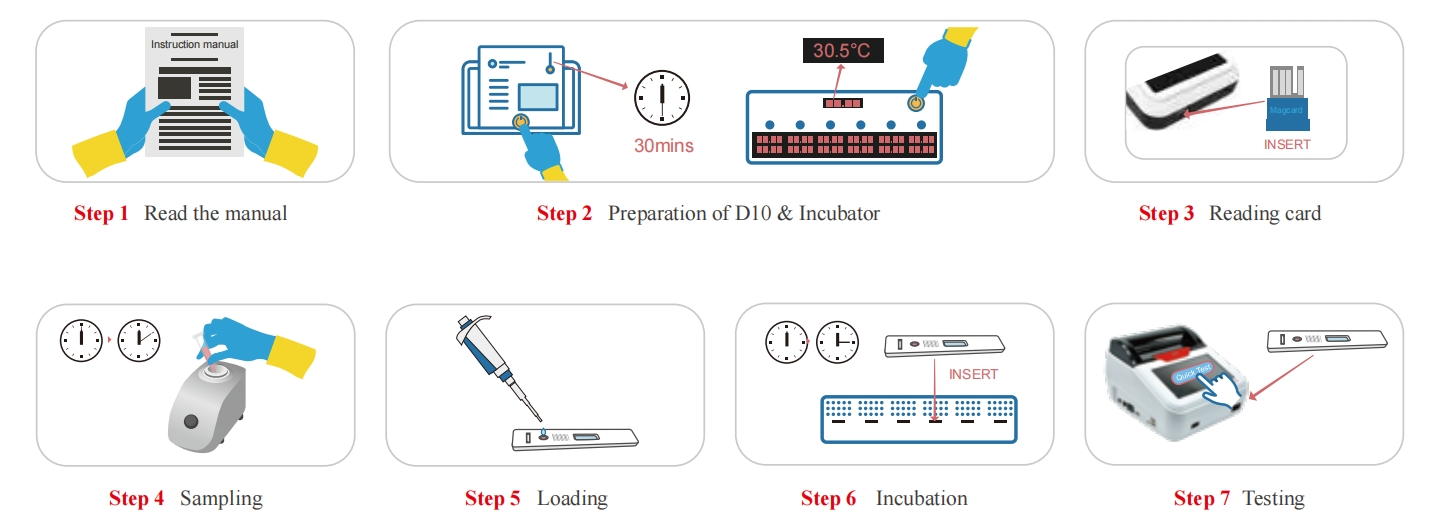 Instruction manual
30mins
30.5°C
Magcard
INSERT
Step 1 Read the manual
Step 2 Preparation of D10 & Incubator
Step 3 Reading card
INSERT
Quick Test
Step 4 Sampling
Step 5 Loading
Step 6 Incubation
Step 7 Testing